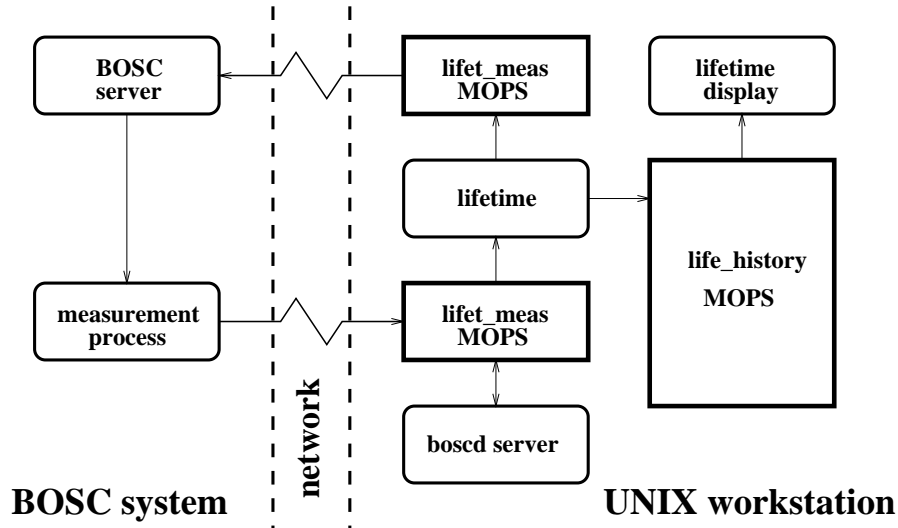 BOSC
server
lifet_meas
MOPS
lifetime
display
lifetime
life_history
MOPS
measurement
process
lifet_meas
MOPS
boscd server
network
BOSC system
UNIX workstation